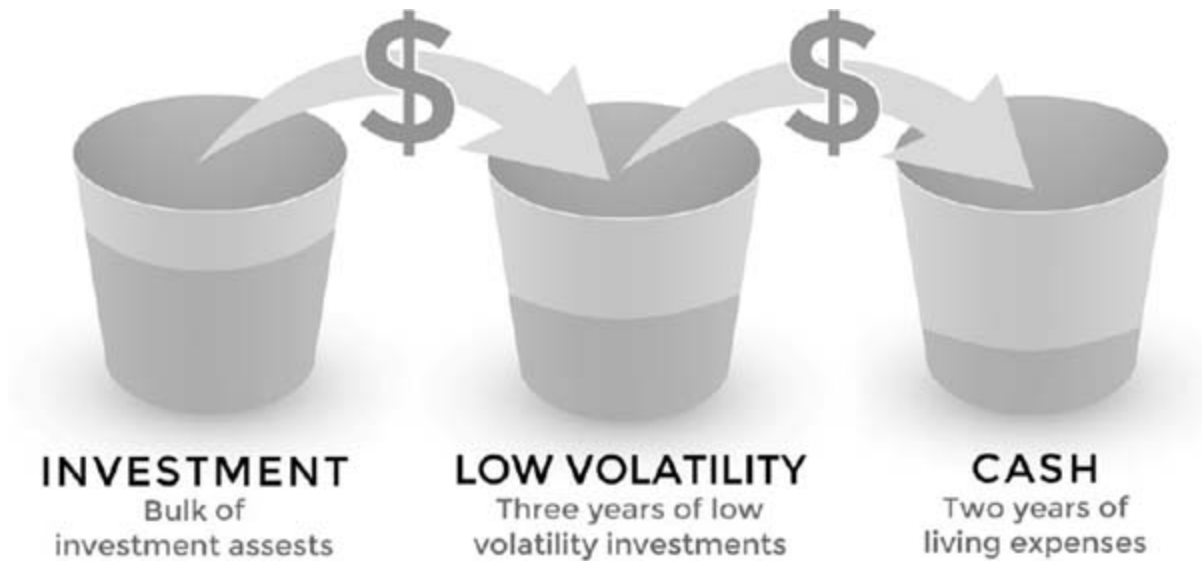 $ $
INVESTMENT
Bulk of
investment assests
LOW VOLATILITY
Three years of low
volatility investments
CASH
Two years of
living expenses